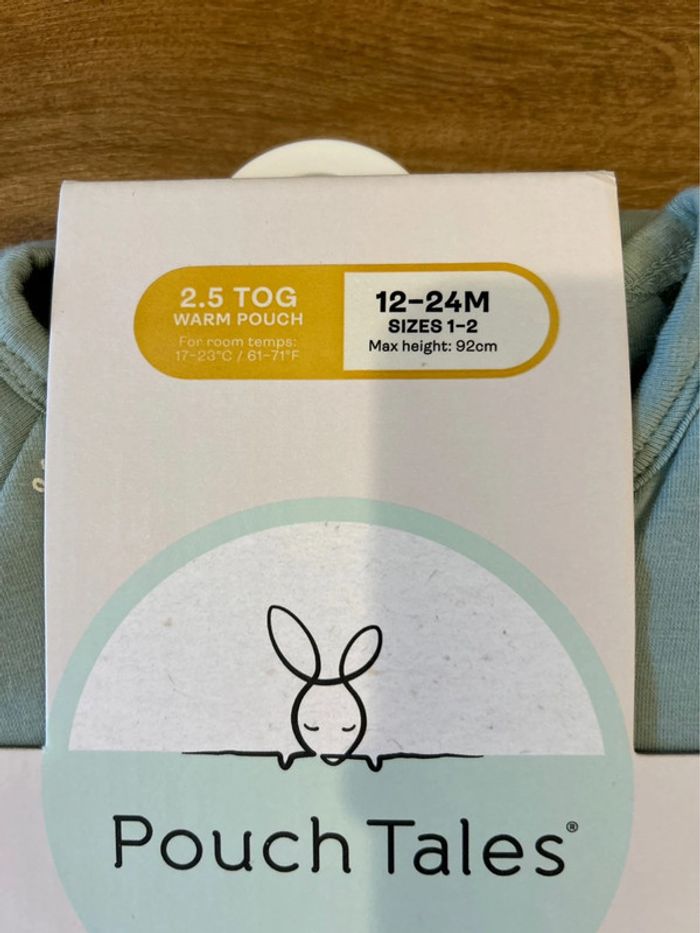 2.5 TOG
WARM POUCH
For room temps:
17–23°C / 61–71°F
12–24M
SIZES 1–2
Max height: 92cm
Pouch Tales®